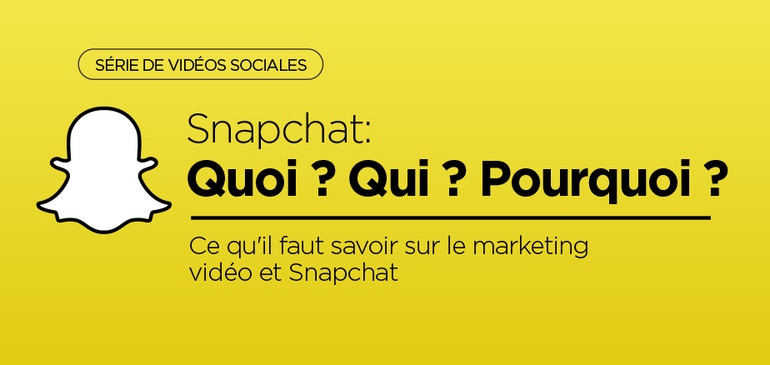 SÉRIE DE VIDÉOS SOCIALES
Snapchat:
Quoi ? Qui ? Pourquoi ?
Ce qu'il faut savoir sur le marketing
vidéo et Snapchat